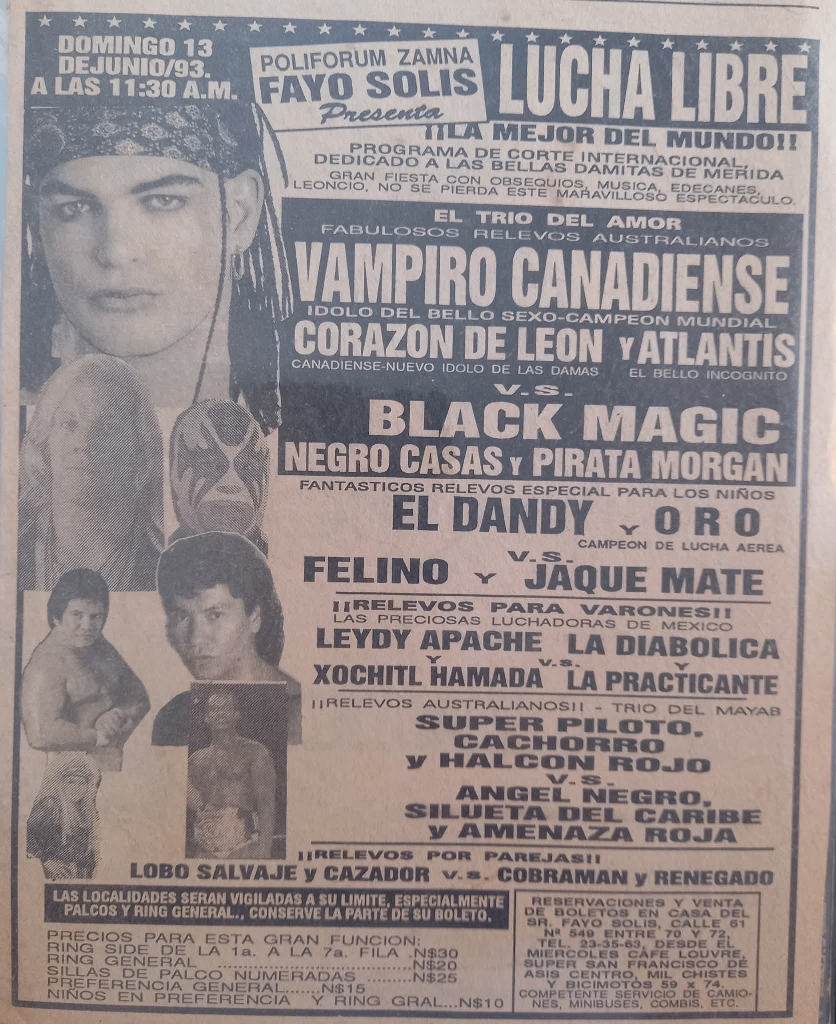 DOMINGO 13
DEJUNIO/93.
A LAS 11:30 A.M.
POLIFORUM ZAMNA
FAYO SOLIS
Presenta
LUCHA LIBRE
¡¡LA MEJOR DEL MUNDO!!
PROGRAMA DE CORTE INTERNACIONAL,
DEDICADO A LAS BELLAS DAMITAS DE MERIDA
GRAN FIESTA CON OBSEQUIOS, MUSICA, EDECANES,
LEONCIO, NO SE PIERDA ESTE MARAVILLOSO ESPECTACULO.
EL TRIO DEL AMOR
FABULOSOS RELEVOS AUSTRALIANOS
VAMPIRO CANADIENSE
IDOLO DEL BELLO SEXO-CAMPEON MUNDIAL
CORAZON DE LEON Y ATLANTIS
CANADIENSE-NUEVO IDOLO DE LAS DAMAS EL BELLO INCOGNITO
V.S.
BLACK MAGIC
NEGRO CASAS Y PIRATA MORGAN
FANTASTICOS RELEVOS ESPECIAL PARA LOS NIÑOS
EL DANDY Y ORO
CAMPEON DE LUCHA AEREA
V.S.
FELINO Y JAQUE MATE
¡¡RELEVOS PARA VARONES!!
LAS PRECIOSAS LUCHADORAS DE MEXICO
LEYDY APACHE LA DIABOLICA
Y V.S. Y
XOCHITL HAMADA LA PRACTICANTE
¡¡RELEVOS AUSTRALIANOS!! - TRIO DEL MAYAB
SUPER PILOTO,
CACHORRO
Y HALCON ROJO
V.S.
ANGEL NEGRO,
SILUETA DEL CARIBE
Y AMENAZA ROJA
¡¡RELEVOS POR PAREJAS!!
LOBO SALVAJE y CAZADOR V.S. COBRAMAN y RENEGADO
LAS LOCALIDADES SERAN VIGILADAS A SU LIMITE, ESPECIALMENTE
PALCOS Y RING GENERAL., CONSERVE LA PARTE DE SU BOLETO.
PRECIOS PARA ESTA GRAN FUNCION:
RING SIDE DE LA 1a. A LA 7a. FILA .N$30
RING GENERAL ..........................N$20
SILLAS DE PALCO NUMERADAS ........N$25
PREFERENCIA GENERAL......N$15
NIÑOS EN PREFERENCIA Y RING GRAL...N$10
RESERVACIONES Y VENTA
DE BOLETOS EN CASA DEL
SR. FAYO SOLIS, CALLE 61
Nº 549 ENTRE 70 Y 72,
TEL. 23-35-63, DESDE EL
MIERCOLES CAFE LOUVRE,
SUPER SAN FRANCISCO DE
ASIS CENTRO, MIL CHISTES
Y BICIMOTOS 59 x 74.
COMPETENTE SERVICIO DE CAMIO-
NES, MINIBUSES, COMBIS, ETC.